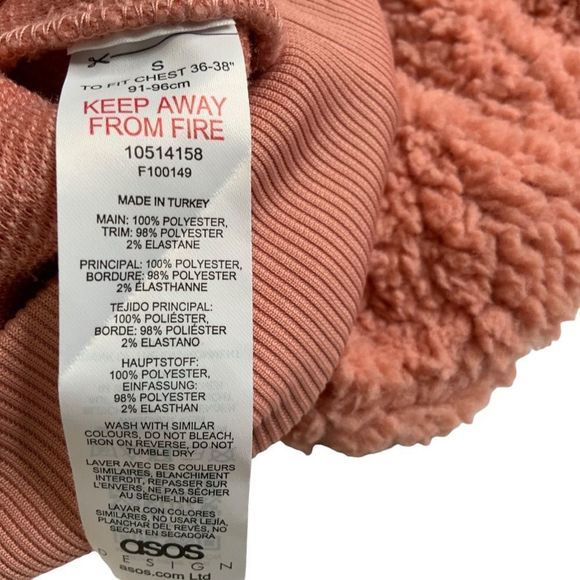 S
TO FIT CHEST 36-38"
91-96cm
KEEP AWAY
FROM FIRE
10514158
F100149
MADE IN TURKEY
MAIN: 100% POLYESTER,
TRIM: 98% POLYESTER
2% ELASTANE
PRINCIPAL: 100% POLYESTER,
BORDURE: 98% POLYESTER
2% ÉLASTHANNE
TEJIDO PRINCIPAL:
100% POLIÉSTER,
BORDE: 98% POLIÉSTER
2% ELASTANO
HAUPTSTOFF:
100% POLYESTER,
EINFASSUNG:
98% POLYESTER
2% ELASTHAN
WASH WITH SIMILAR
COLOURS, DO NOT BLEACH,
IRON ON REVERSE, DO NOT
TUMBLE DRY
LAVER AVEC DES COULEURS
SIMILAIRES, BLANCHIMENT
INTERDIT, REPASSER À
L'ENVERS, NE PAS SÉCHER
AU SÈCHE-LINGE
LAVAR CON COLORES
SIMILARES, NO USAR LEJÍA,
PLANCHAR DEL REVÉS, NO
SECAR EN SECADORA
asos
DESIGN
asos.com Ltd